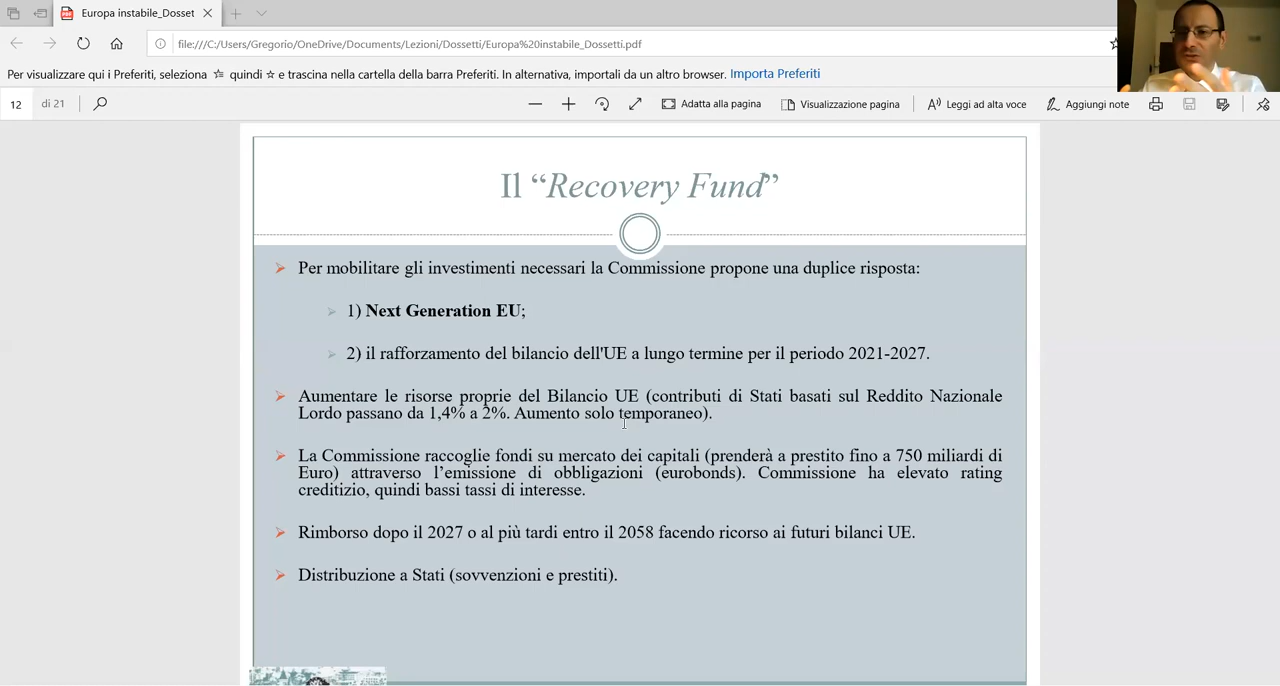 Europa instabile_Dosset
file:///C:/Users/Gregorio/OneDrive/Documents/Lezioni/Dossetti/Europa%20instabile_Dossetti.pdf
Per visualizzare qui i Preferiti, seleziona quindi e trascina nella cartella della barra Preferiti. In alternativa, importali da un altro browser. Importa Preferiti
12 di 21 Adatta alla pagina Visualizzazione pagina Leggi ad alta voce Aggiungi note
Il “Recovery Fund”
Per mobilitare gli investimenti necessari la Commissione propone una duplice risposta:
1) Next Generation EU;
2) il rafforzamento del bilancio dell'UE a lungo termine per il periodo 2021-2027.
Aumentare le risorse proprie del Bilancio UE (contributi di Stati basati sul Reddito Nazionale
Lordo passano da 1,4% a 2%. Aumento solo temporaneo).
La Commissione raccoglie fondi su mercato dei capitali (prenderà a prestito fino a 750 miliardi di
Euro) attraverso l’emissione di obbligazioni (eurobonds). Commissione ha elevato rating
creditizio, quindi bassi tassi di interesse.
Rimborso dopo il 2027 o al più tardi entro il 2058 facendo ricorso ai futuri bilanci UE.
Distribuzione a Stati (sovvenzioni e prestiti).